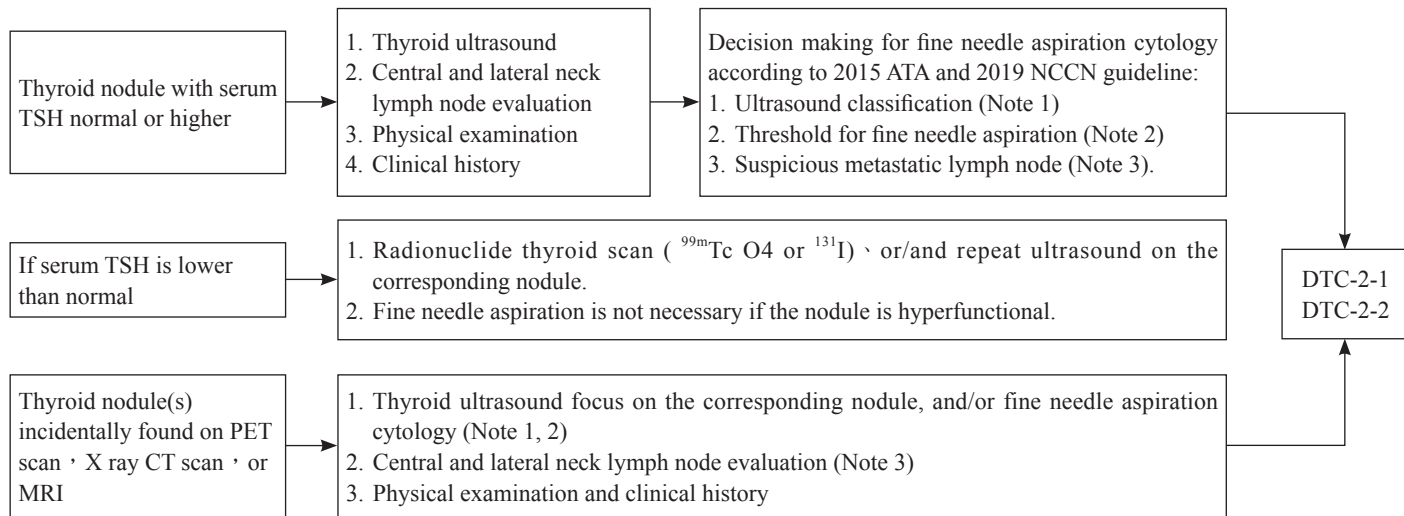 Thyroid nodule with serum
TSH normal or higher
1. Thyroid ultrasound
2. Central and lateral neck
lymph node evaluation
3. Physical examination
4. Clinical history
Decision making for fine needle aspiration cytology
according to 2015 ATA and 2019 NCCN guideline:
1. Ultrasound classification (Note 1)
2. Threshold for fine needle aspiration (Note 2)
3. Suspicious metastatic lymph node (Note 3).
If serum TSH is lower
than normal
1. Radionuclide thyroid scan ( ⁹⁹ᵐTc O4 or ¹³¹I)、or/and repeat ultrasound on the
corresponding nodule.
2. Fine needle aspiration is not necessary if the nodule is hyperfunctional.
DTC-2-1
DTC-2-2
Thyroid nodule(s)
incidentally found on PET
scan，X ray CT scan，or
MRI
1. Thyroid ultrasound focus on the corresponding nodule, and/or fine needle aspiration
cytology (Note 1, 2)
2. Central and lateral neck lymph node evaluation (Note 3)
3. Physical examination and clinical history